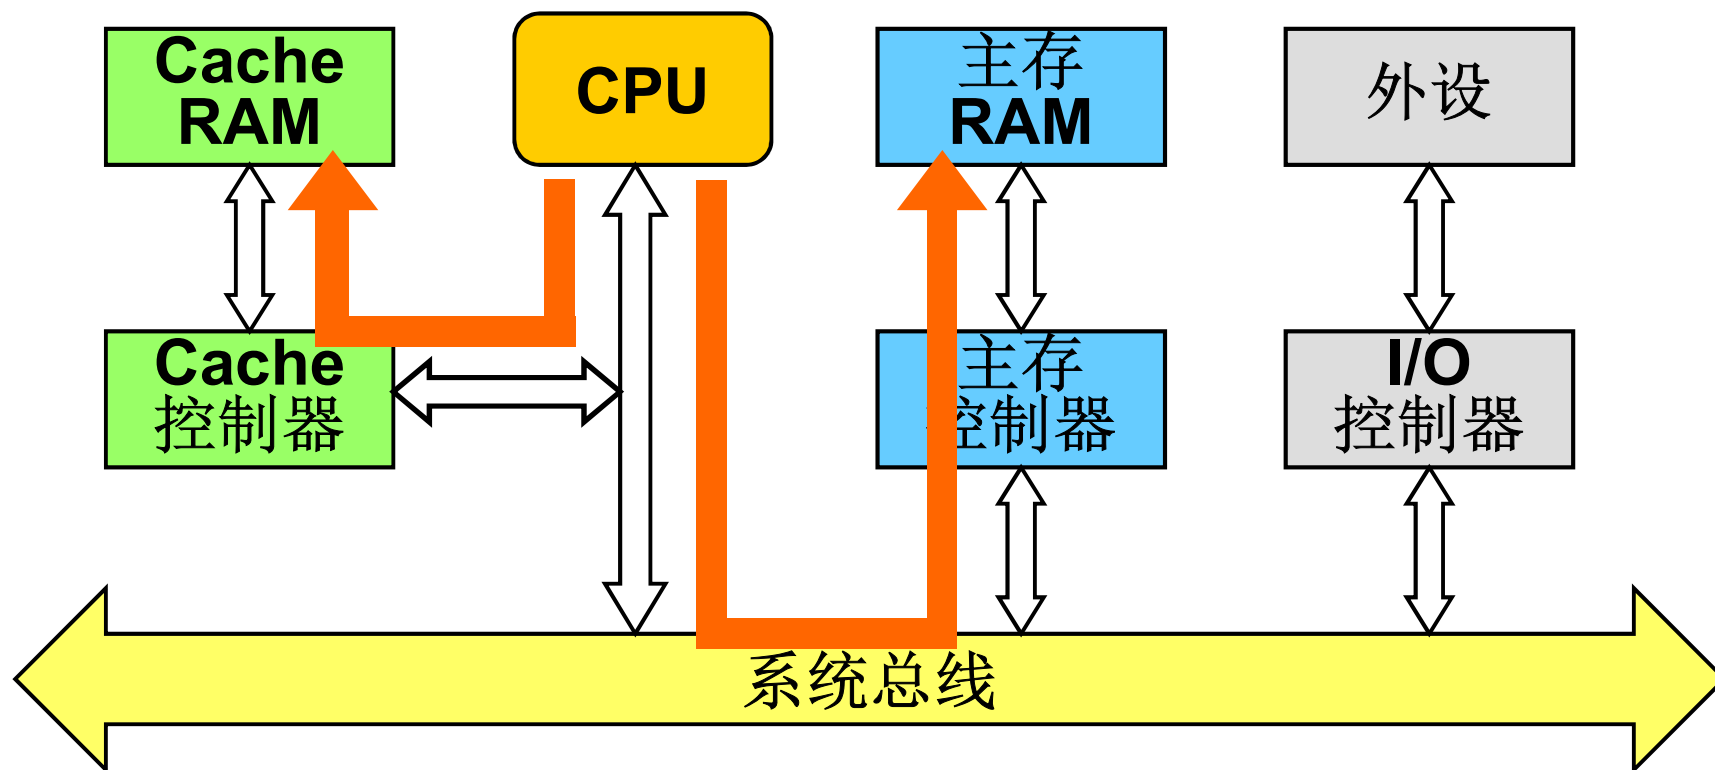 Cache
RAM
CPU
主存
RAM
外设
Cache
控制器
主存
控制器
I/O
控制器
系统总线